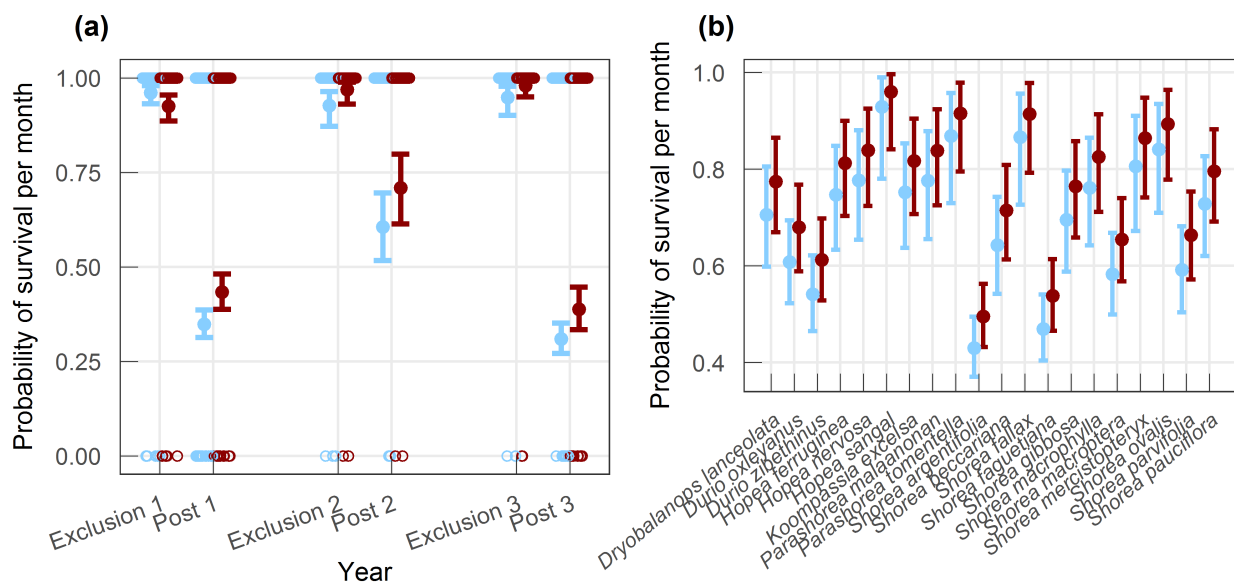 (a)
Probability of survival per month
1.00
0.75
0.50
0.25
0.00
Exclusion 1
Post 1
Exclusion 2
Post 2
Exclusion 3
Post 3
Year
(b)
Probability of survival per month
1.0
0.8
0.6
0.4
Dryobalanops lanceolata
Durio oxleyanus
Durio zibethinus
Hopea ferruginea
Hopea nervosa
Hopea sangal
Koompassia excelsa
Parashorea malaanonan
Parashorea tomentella
Shorea argentifolia
Shorea beccariana
Shorea fallax
Shorea faguetiana
Shorea gibbosa
Shorea macrophylla
Shorea macroptera
Shorea mecistopteryx
Shorea ovalis
Shorea parvifolia
Shorea pauciflora